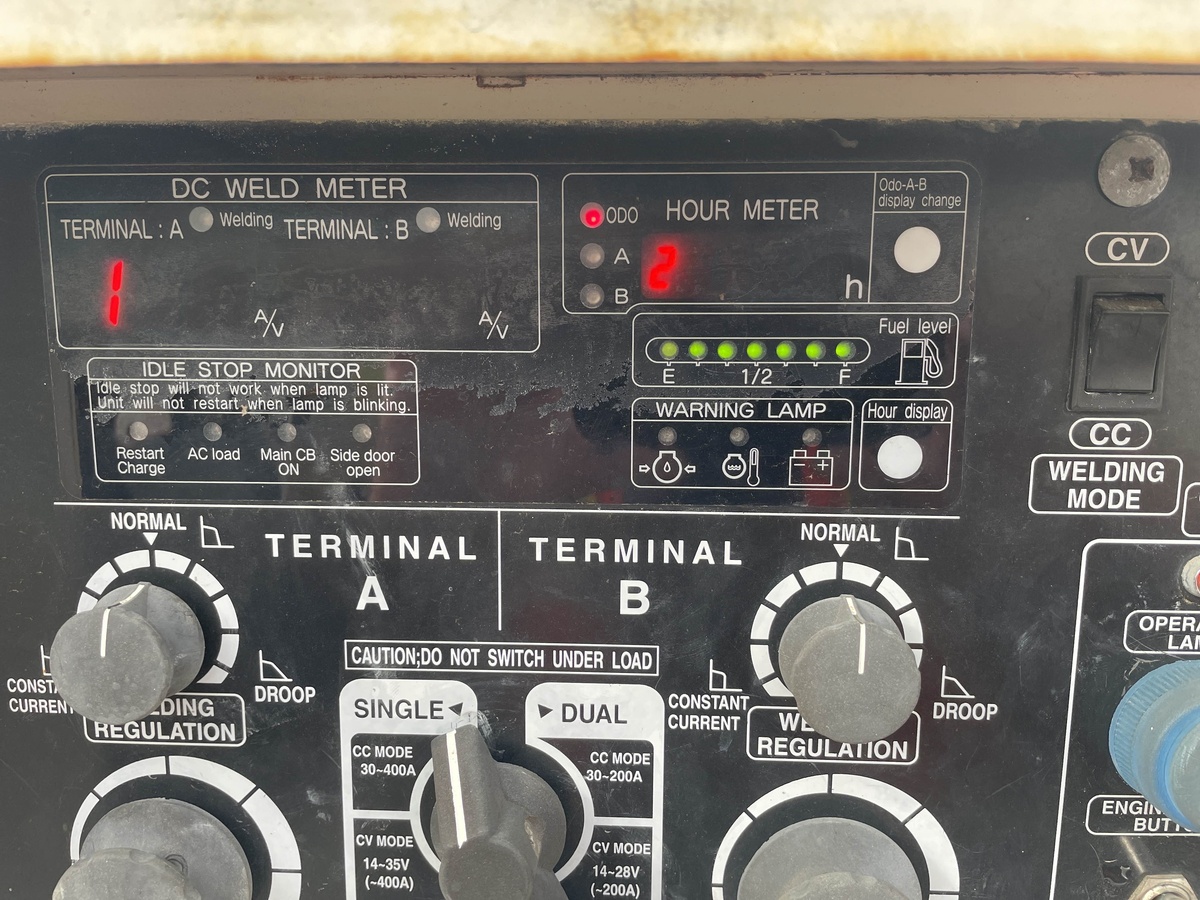 DC WELD METER
TERMINAL : A Welding TERMINAL : B Welding
1 A/V A/V
ODO HOUR METER
A
B 2 h
Odo-A-B
display change
Fuel level
E 1/2 F
IDLE STOP MONITOR
Idle stop will not work when lamp is lit.
Unit will not restart when lamp is blinking.
Restart
Charge
AC load
Main CB
ON
Side door
open
WARNING LAMP
Hour display
CV
CC
WELDING
MODE
NORMAL
TERMINAL
A
DROOP
REGULATION
TERMINAL
B
NORMAL
CONSTANT
CURRENT
DROOP
REGULATION
CAUTION;DO NOT SWITCH UNDER LOAD
SINGLE
CC MODE
30~400A
CV MODE
14~35V
(~400A)
DUAL
CC MODE
30~200A
CV MODE
14~28V
(~200A)